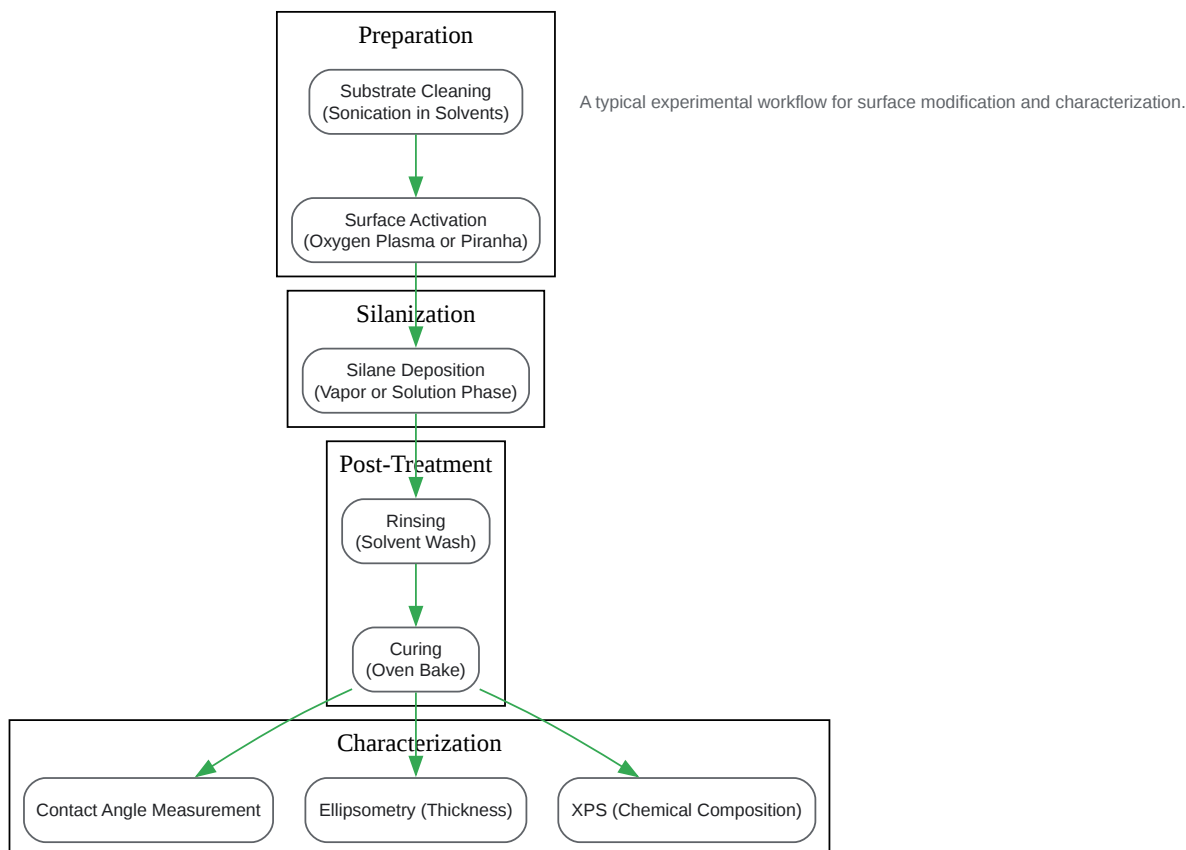 Preparation
Substrate Cleaning
(Sonication in Solvents)
A typical experimental workflow for surface modification and characterization.
Surface Activation
(Oxygen Plasma or Piranha)
Silanization
Silane Deposition
(Vapor or Solution Phase)
Post-Treatment
Rinsing
(Solvent Wash)
Curing
(Oven Bake)
Characterization
Contact Angle Measurement
Ellipsometry (Thickness)
XPS (Chemical Composition)